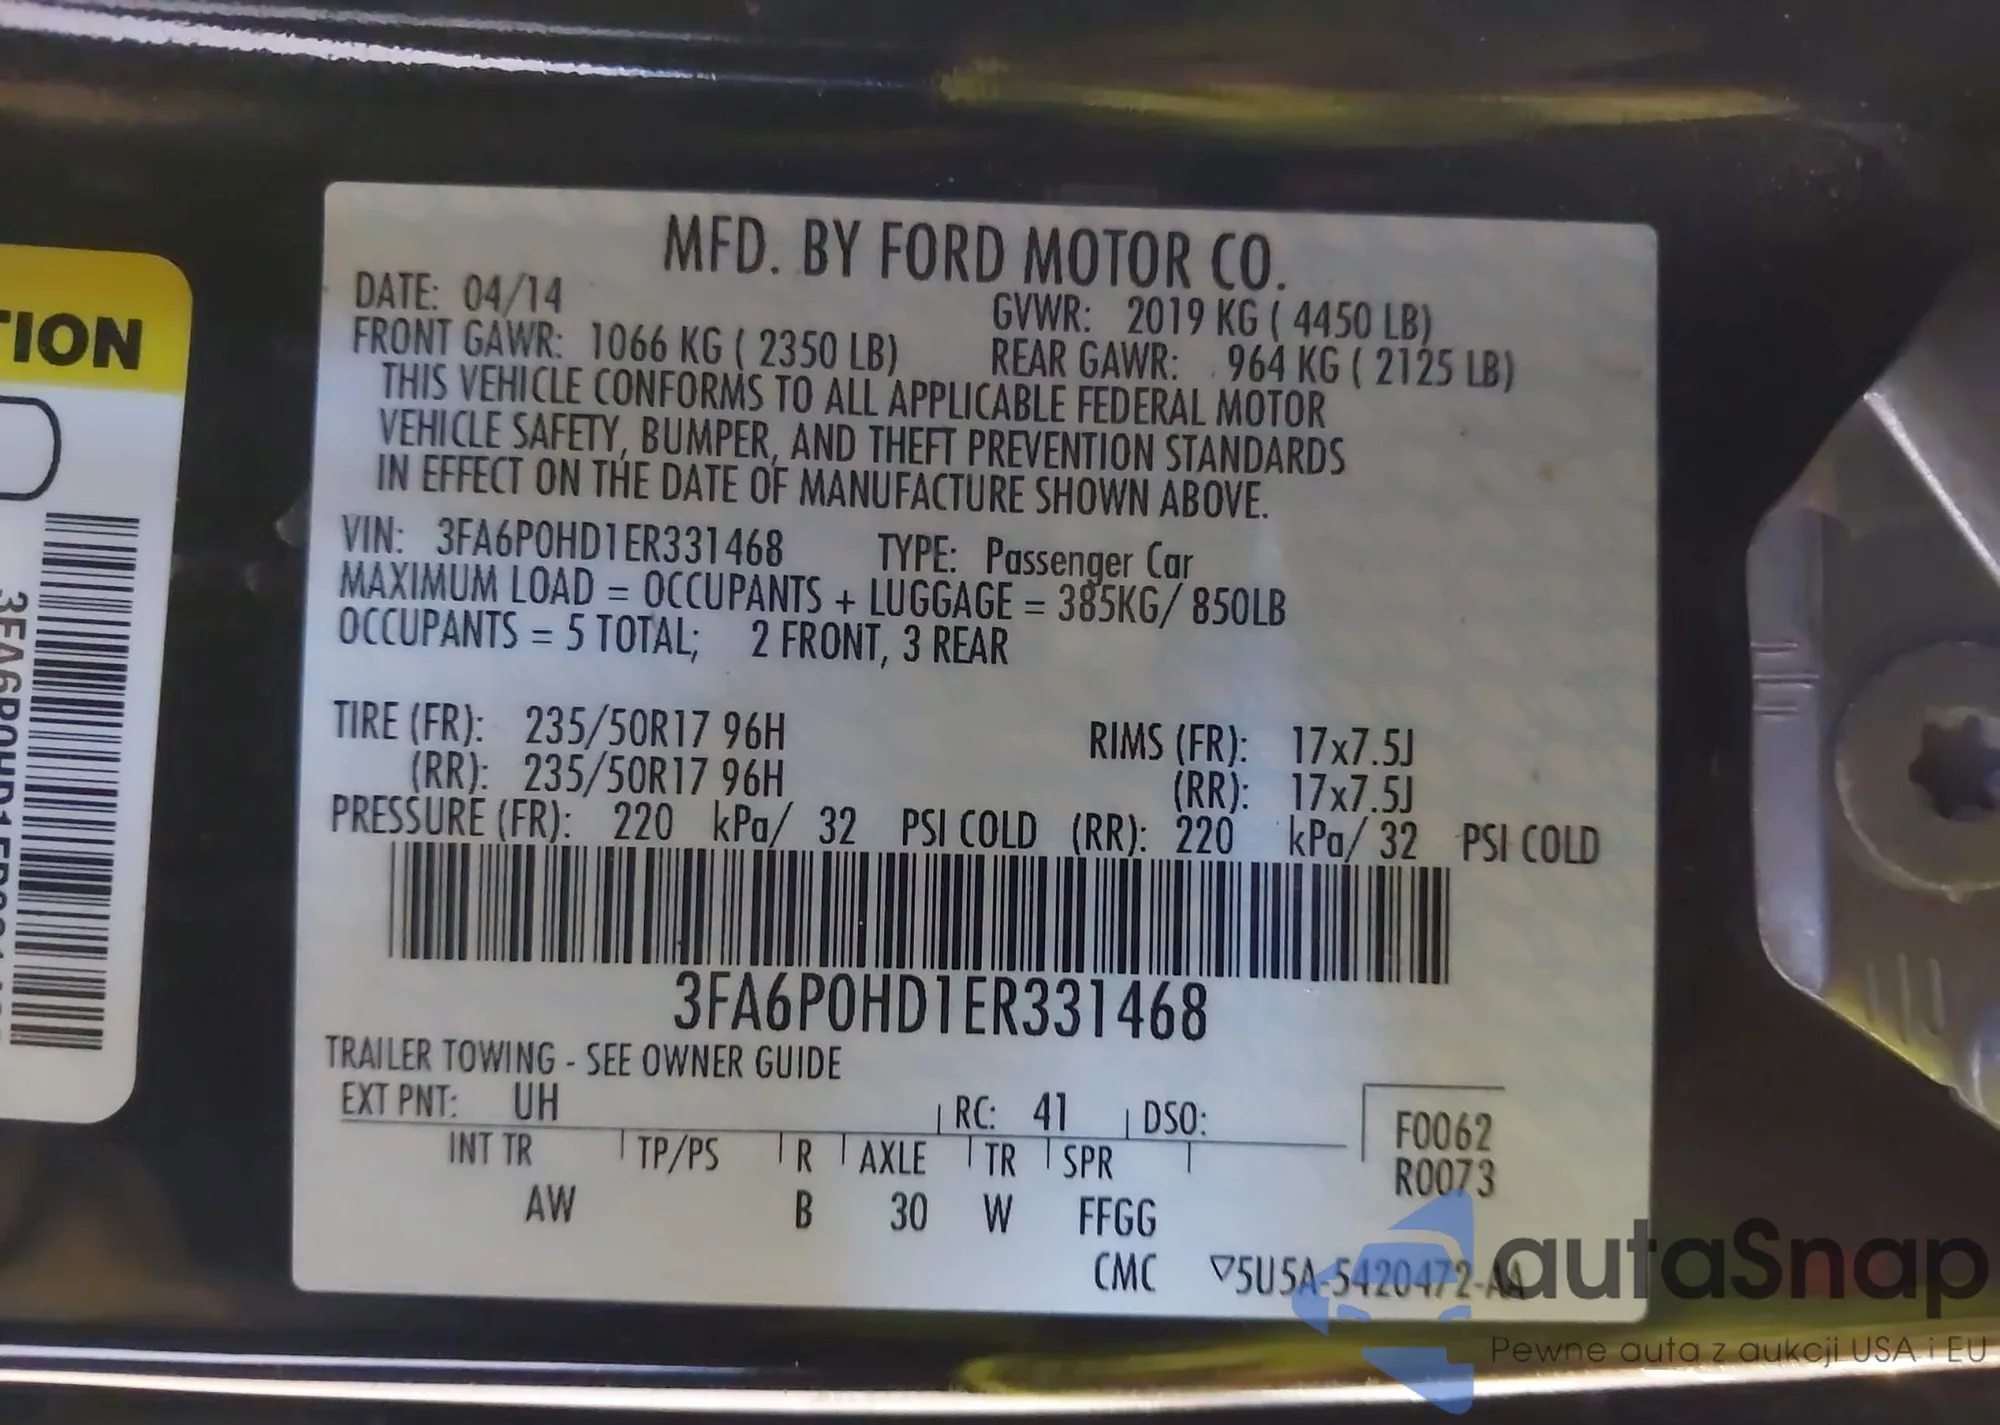 MFD. BY FORD MOTOR CO.
DATE: 04/14
GVWR: 2019 KG ( 4450 LB)
FRONT GAWR: 1066 KG ( 2350 LB) REAR GAWR: 964 KG ( 2125 LB)
THIS VEHICLE CONFORMS TO ALL APPLICABLE FEDERAL MOTOR
VEHICLE SAFETY, BUMPER, AND THEFT PREVENTION STANDARDS
IN EFFECT ON THE DATE OF MANUFACTURE SHOWN ABOVE.
VIN: 3FA6P0HD1ER331468 TYPE: Passenger Car
MAXIMUM LOAD = OCCUPANTS + LUGGAGE = 385KG/ 850LB
OCCUPANTS = 5 TOTAL; 2 FRONT, 3 REAR
TIRE (FR): 235/50R17 96H RIMS (FR): 17x7.5J
(RR): 235/50R17 96H (RR): 17x7.5J
PRESSURE (FR): 220 kPa/ 32 PSI COLD (RR): 220 kPa/ 32 PSI COLD
3FA6P0HD1ER331468
TRAILER TOWING - SEE OWNER GUIDE
EXT PNT: UH RC: 41 DSO:
F0062
INT TR TP/PS R AXLE TR SPR
R0073
AW B 30 W FFGG
CMC ▽5U5A-5420472-AA
TION
autaSnap
Pewne auta z aukcji USA i EU